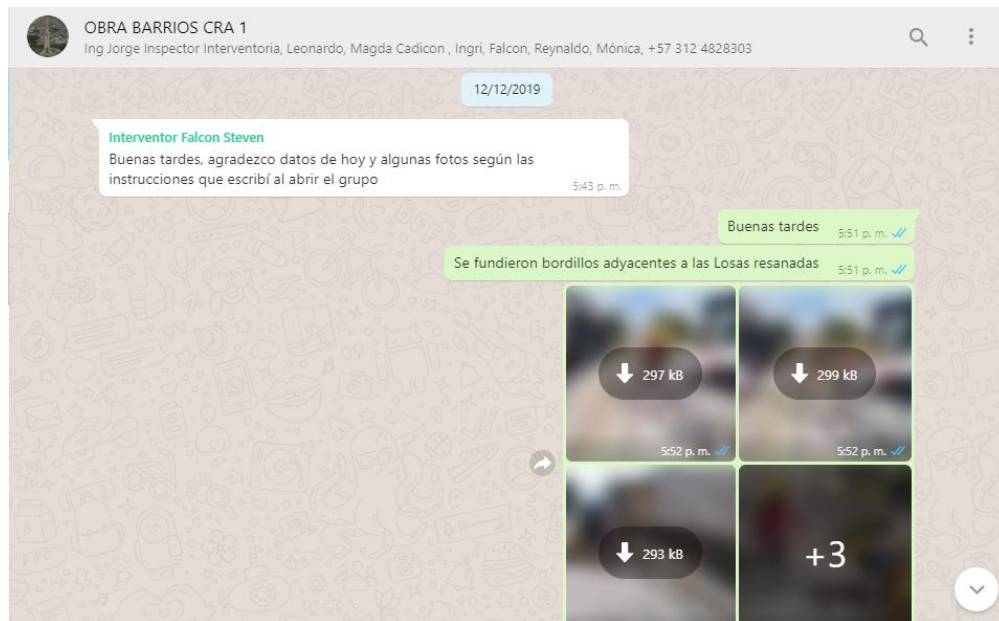 OBRA BARRIOS CRA 1
Ing Jorge Inspector Interventoria, Leonardo, Magda Cadicon , Ingri, Falcon, Reynaldo, Mónica, +57 312 4828303
12/12/2019
Interventor Falcon Steven
Buenas tardes, agradezco datos de hoy y algunas fotos según las
instrucciones que escribí al abrir el grupo
5:43 p. m.
Buenas tardes 5:51 p. m.
Se fundieron bordillos adyacentes a las Losas resanadas 5:51 p. m.
297 kB 299 kB
5:52 p. m. 5:52 p. m.
293 kB +3